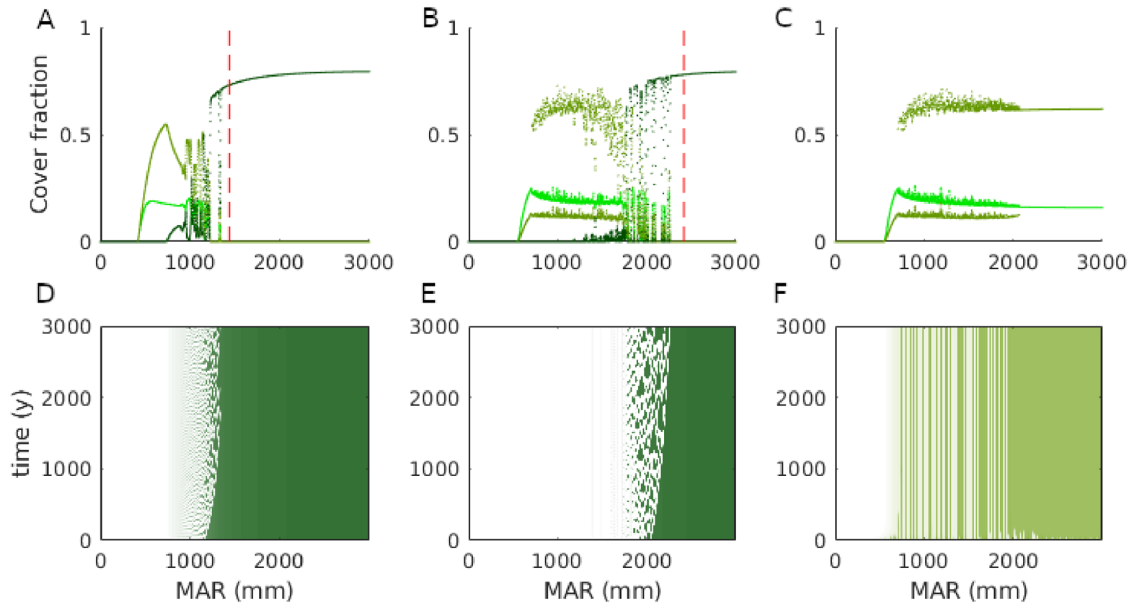 A B C
1 1 1
Cover fraction
0.5 0.5 0.5
0 0 0
0 1000 2000 3000 0 1000 2000 3000 0 1000 2000 3000
D E F
3000 3000 3000
2000 2000 2000
time (y)
1000 1000 1000
0 0 0
0 1000 2000 0 1000 2000 0 1000 2000
MAR (mm) MAR (mm) MAR (mm)